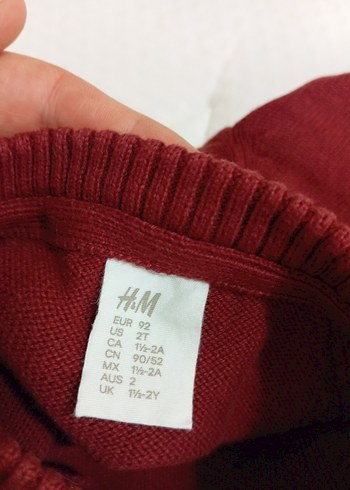 H&M
EUR 92
US 2T
CA 1½-2A
CN 90/52
MX 1½-2A
AUS 2
UK 1½-2Y